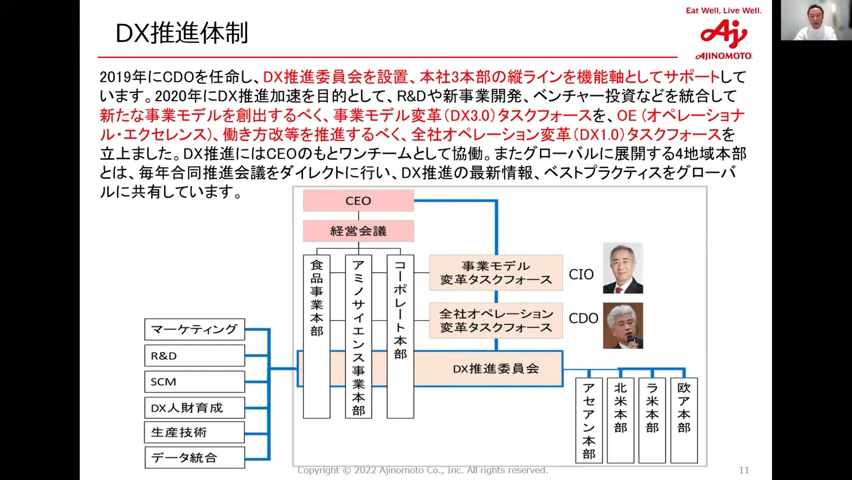 DX推進体制
Eat Well, Live Well.
AJINOMOTO
2019年にCDOを任命し、DX推進委員会を設置、本社3本部の縦ラインを機能軸としてサポートして
います。2020年にDX推進加速を目的として、R&Dや新事業開発、ベンチャー投資などを統合して
新たな事業モデルを創出するべく、事業モデル変革（DX3.0）タスクフォースを、OE（オペレーショナ
ル・エクセレンス）、働き方改等を推進するべく、全社オペレーション変革（DX1.0）タスクフォースを
立上ました。DX推進にはCEOのもとワンチームとして協働。またグローバルに展開する4地域本部
とは、毎年合同推進会議をダイレクトに行い、DX推進の最新情報、ベストプラクティスをグローバ
ルに共有しています。
CEO
経営会議
食品事業本部
アミノサイエンス事業本部
コーポレート本部
事業モデル
変革タスクフォース
CIO
全社オペレーション
変革タスクフォース
CDO
DX推進委員会
マーケティング
R&D
SCM
DX人財育成
生産技術
データ統合
アセアン本部
北米本部
ラ米本部
欧ア本部
Copyright © 2022 Ajinomoto Co., Inc. All rights reserved.
11